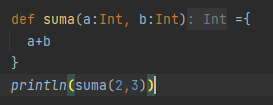 def suma(a:Int, b:Int): Int ={
  a+b
}
println(suma(2,3))